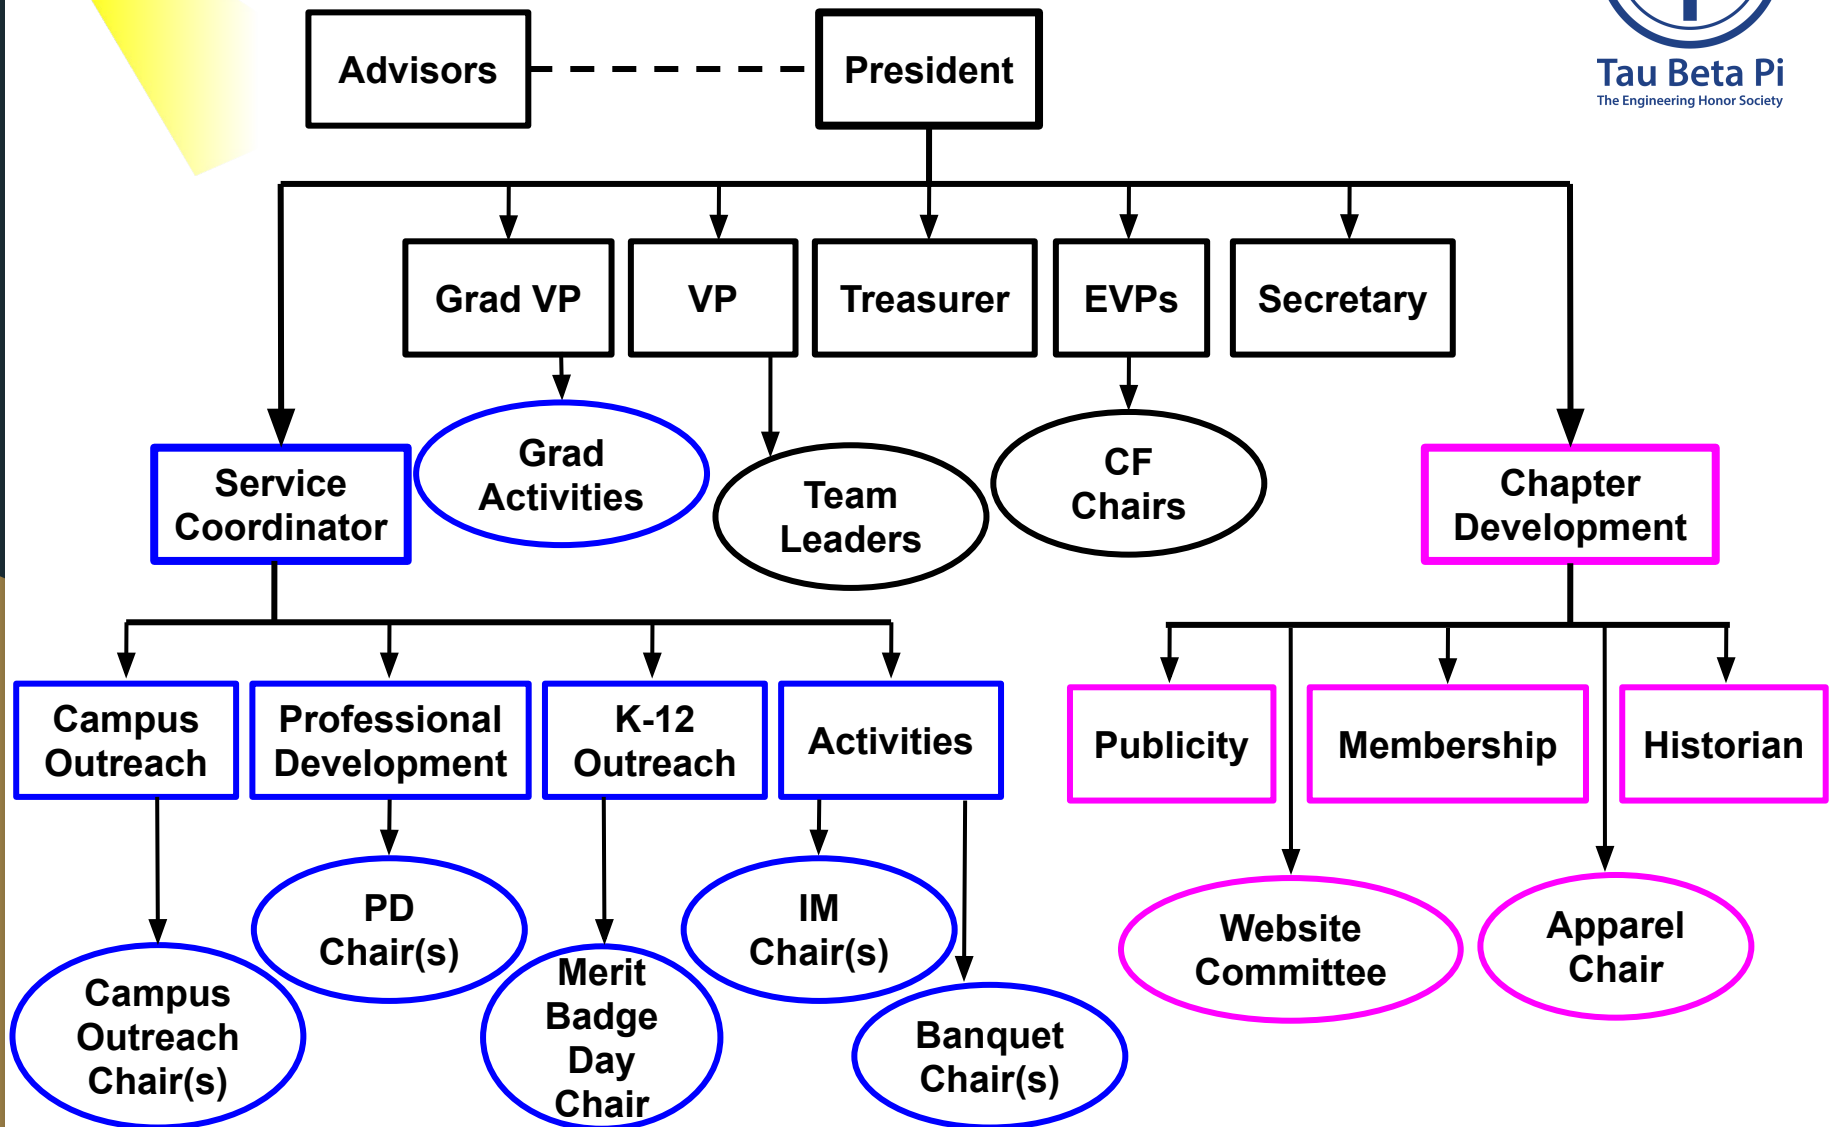 Advisors
President
Tau Beta Pi
The Engineering Honor Society
Grad VP
VP
Treasurer
EVPs
Secretary
Service
Coordinator
Grad
Activities
Team
Leaders
CF
Chairs
Chapter
Development
Campus
Outreach
Professional
Development
K-12
Outreach
Activities
Publicity
Membership
Historian
Campus
Outreach
Chair(s)
PD
Chair(s)
Merit
Badge
Day
Chair
IM
Chair(s)
Banquet
Chair(s)
Website
Committee
Apparel
Chair